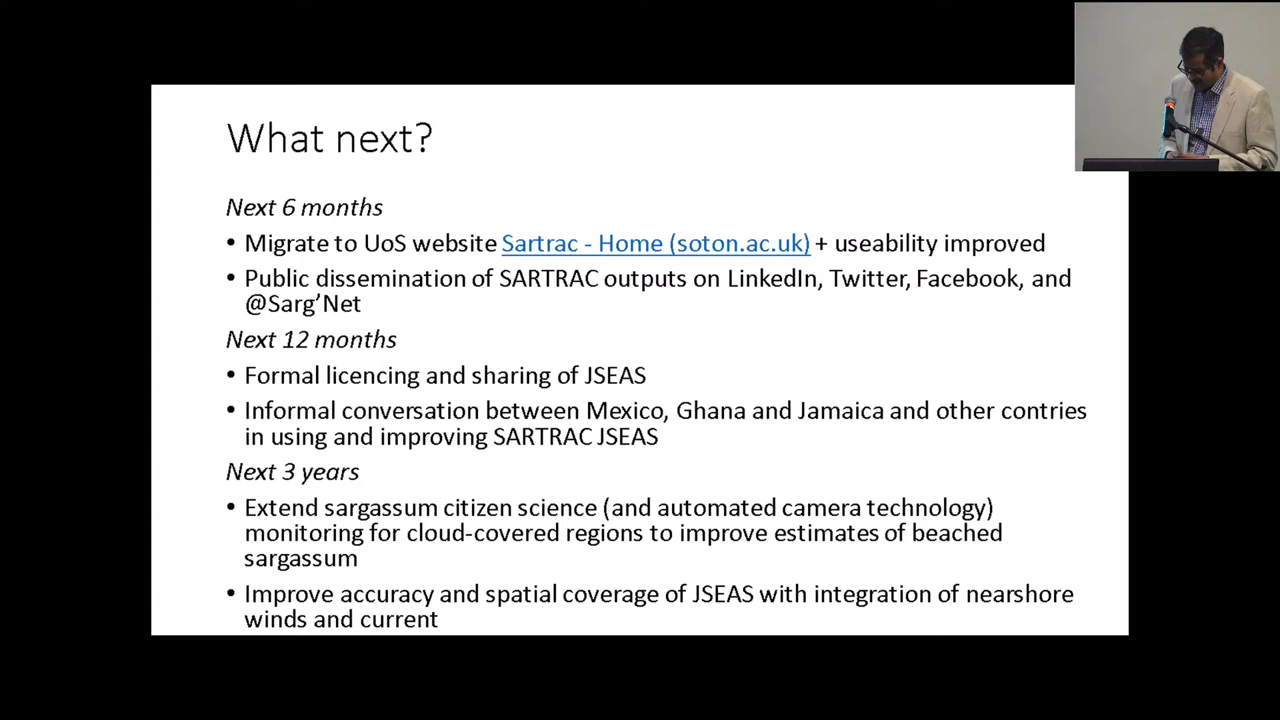 What next?
Next 6 months
• Migrate to UoS website Sartrac - Home (soton.ac.uk) + useability improved
• Public dissemination of SARTRAC outputs on LinkedIn, Twitter, Facebook, and
@Sarg’Net
Next 12 months
• Formal licencing and sharing of JSEAS
• Informal conversation between Mexico, Ghana and Jamaica and other contries
in using and improving SARTRAC JSEAS
Next 3 years
• Extend sargassum citizen science (and automated camera technology)
monitoring for cloud-covered regions to improve estimates of beached
sargassum
• Improve accuracy and spatial coverage of JSEAS with integration of nearshore
winds and current